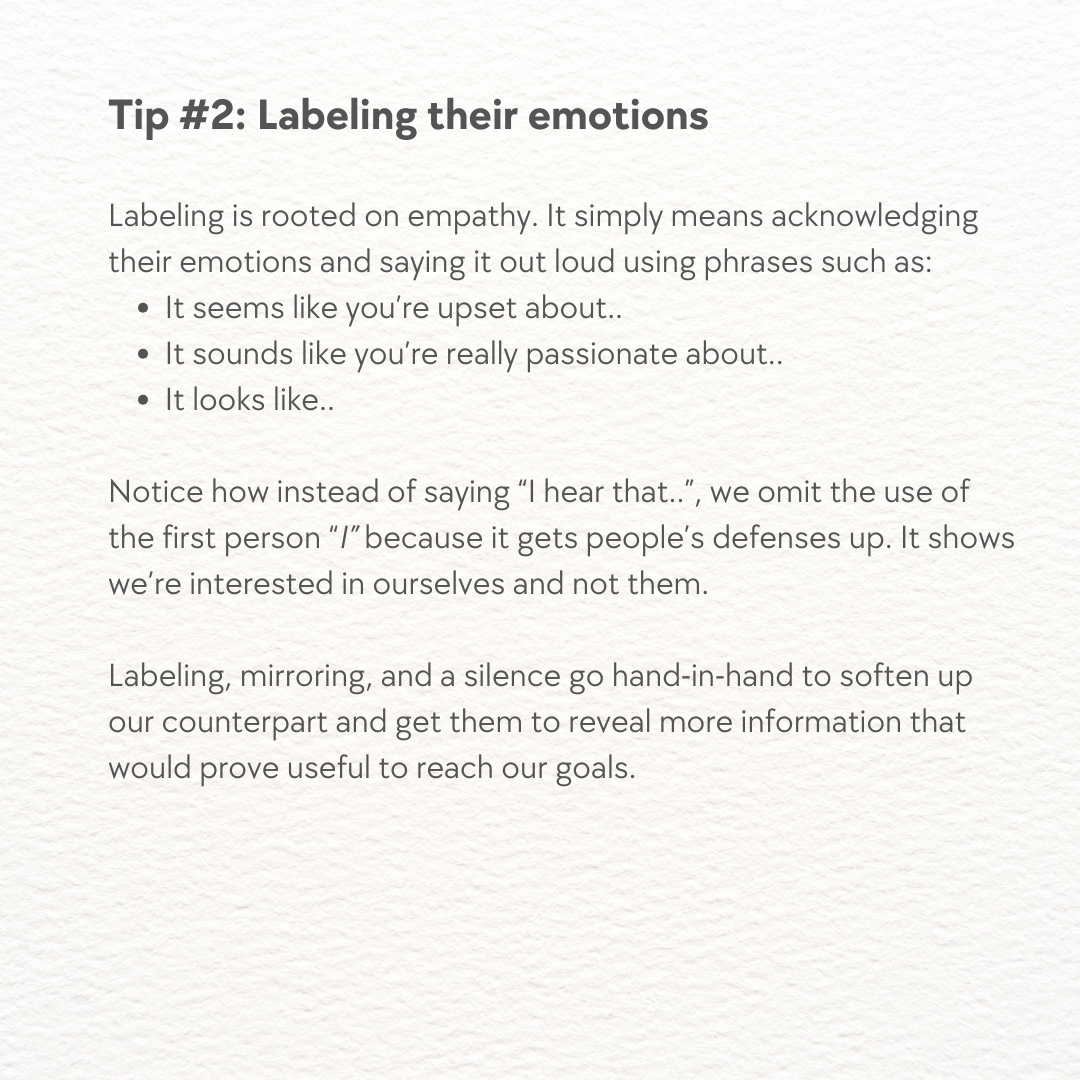 Tip #2: Labeling their emotions
Labeling is rooted on empathy. It simply means acknowledging
their emotions and saying it out loud using phrases such as:
• It seems like you’re upset about..
• It sounds like you’re really passionate about..
• It looks like..
Notice how instead of saying “I hear that..”, we omit the use of
the first person “I” because it gets people’s defenses up. It shows
we’re interested in ourselves and not them.
Labeling, mirroring, and a silence go hand-in-hand to soften up
our counterpart and get them to reveal more information that
would prove useful to reach our goals.